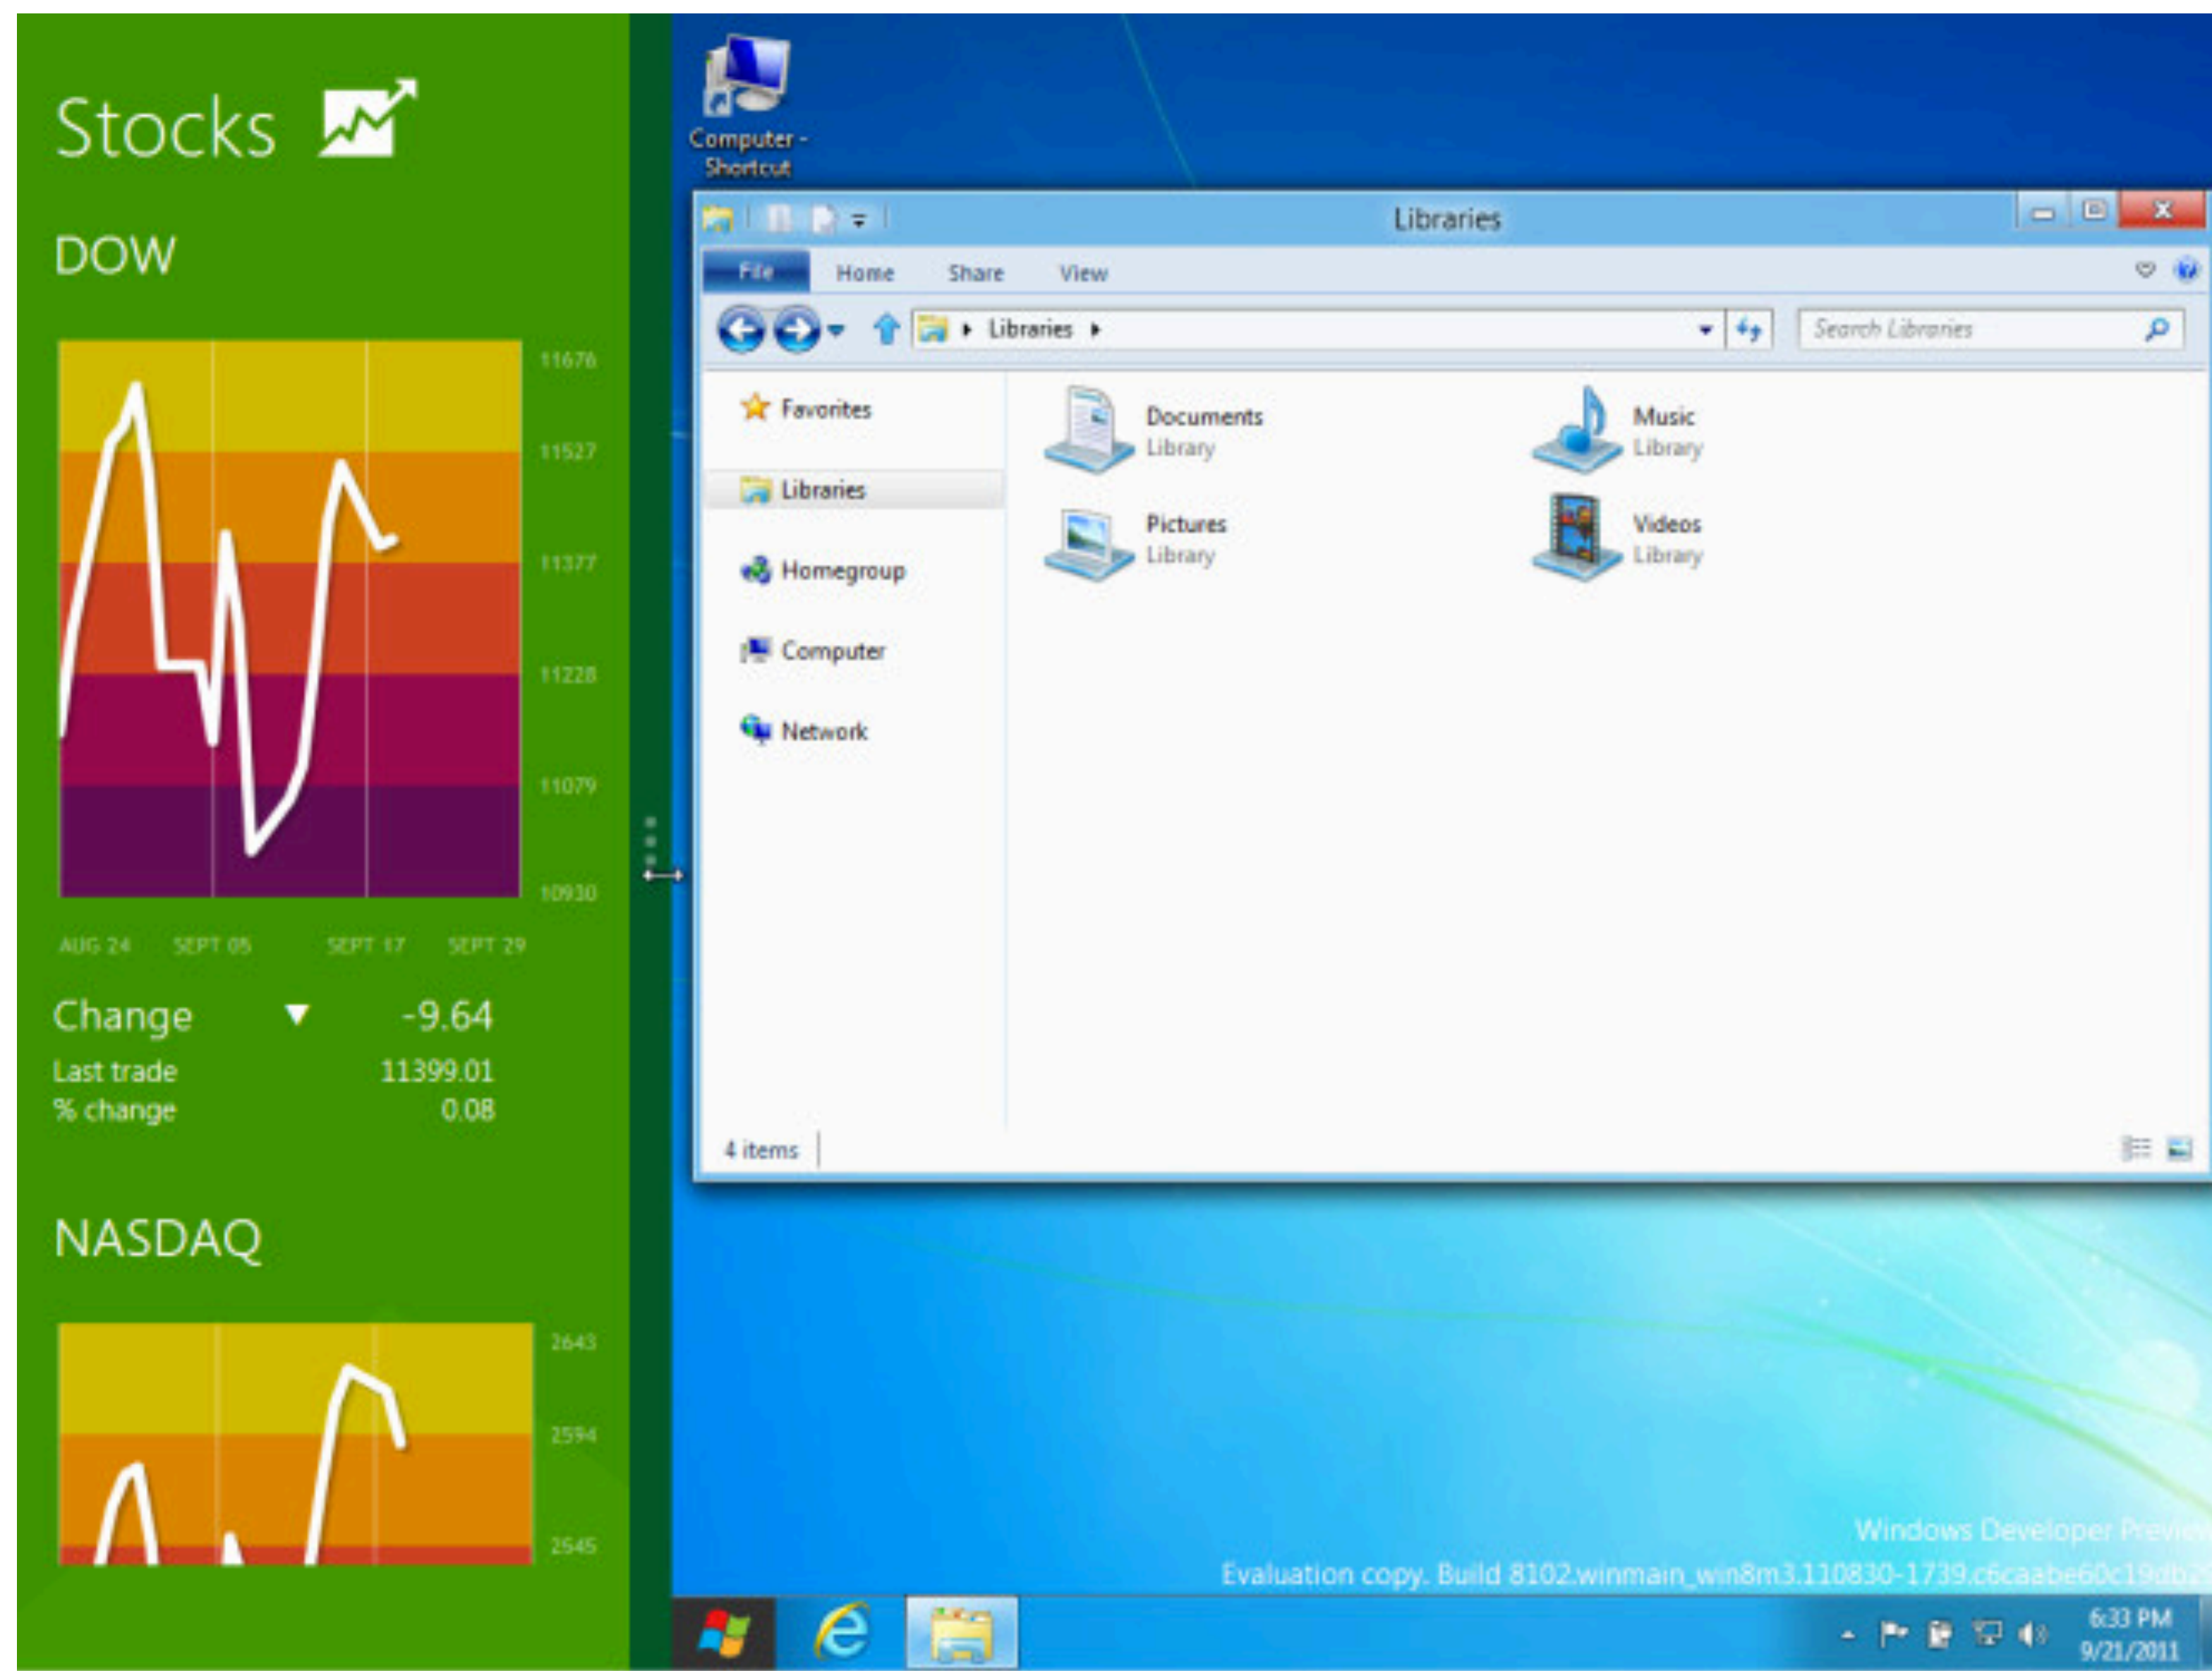 Stocks
DOW
11676
11527
11377
11228
11079
10930
AUG 24 SEPT 05 SEPT 17 SEPT 29
Change -9.64
Last trade 11399.01
% change 0.08
NASDAQ
2643
2594
2545
Computer -
Shortcut
Libraries
File Home Share View
Libraries
Search Libraries
Favorites
Libraries
Homegroup
Computer
Network
Documents
Library
Music
Library
Pictures
Library
Videos
Library
4 items
Windows Developer
Evaluation copy. Build 8102.winmain_win8m3.110830-1739.
6:33 PM
9/21/2011